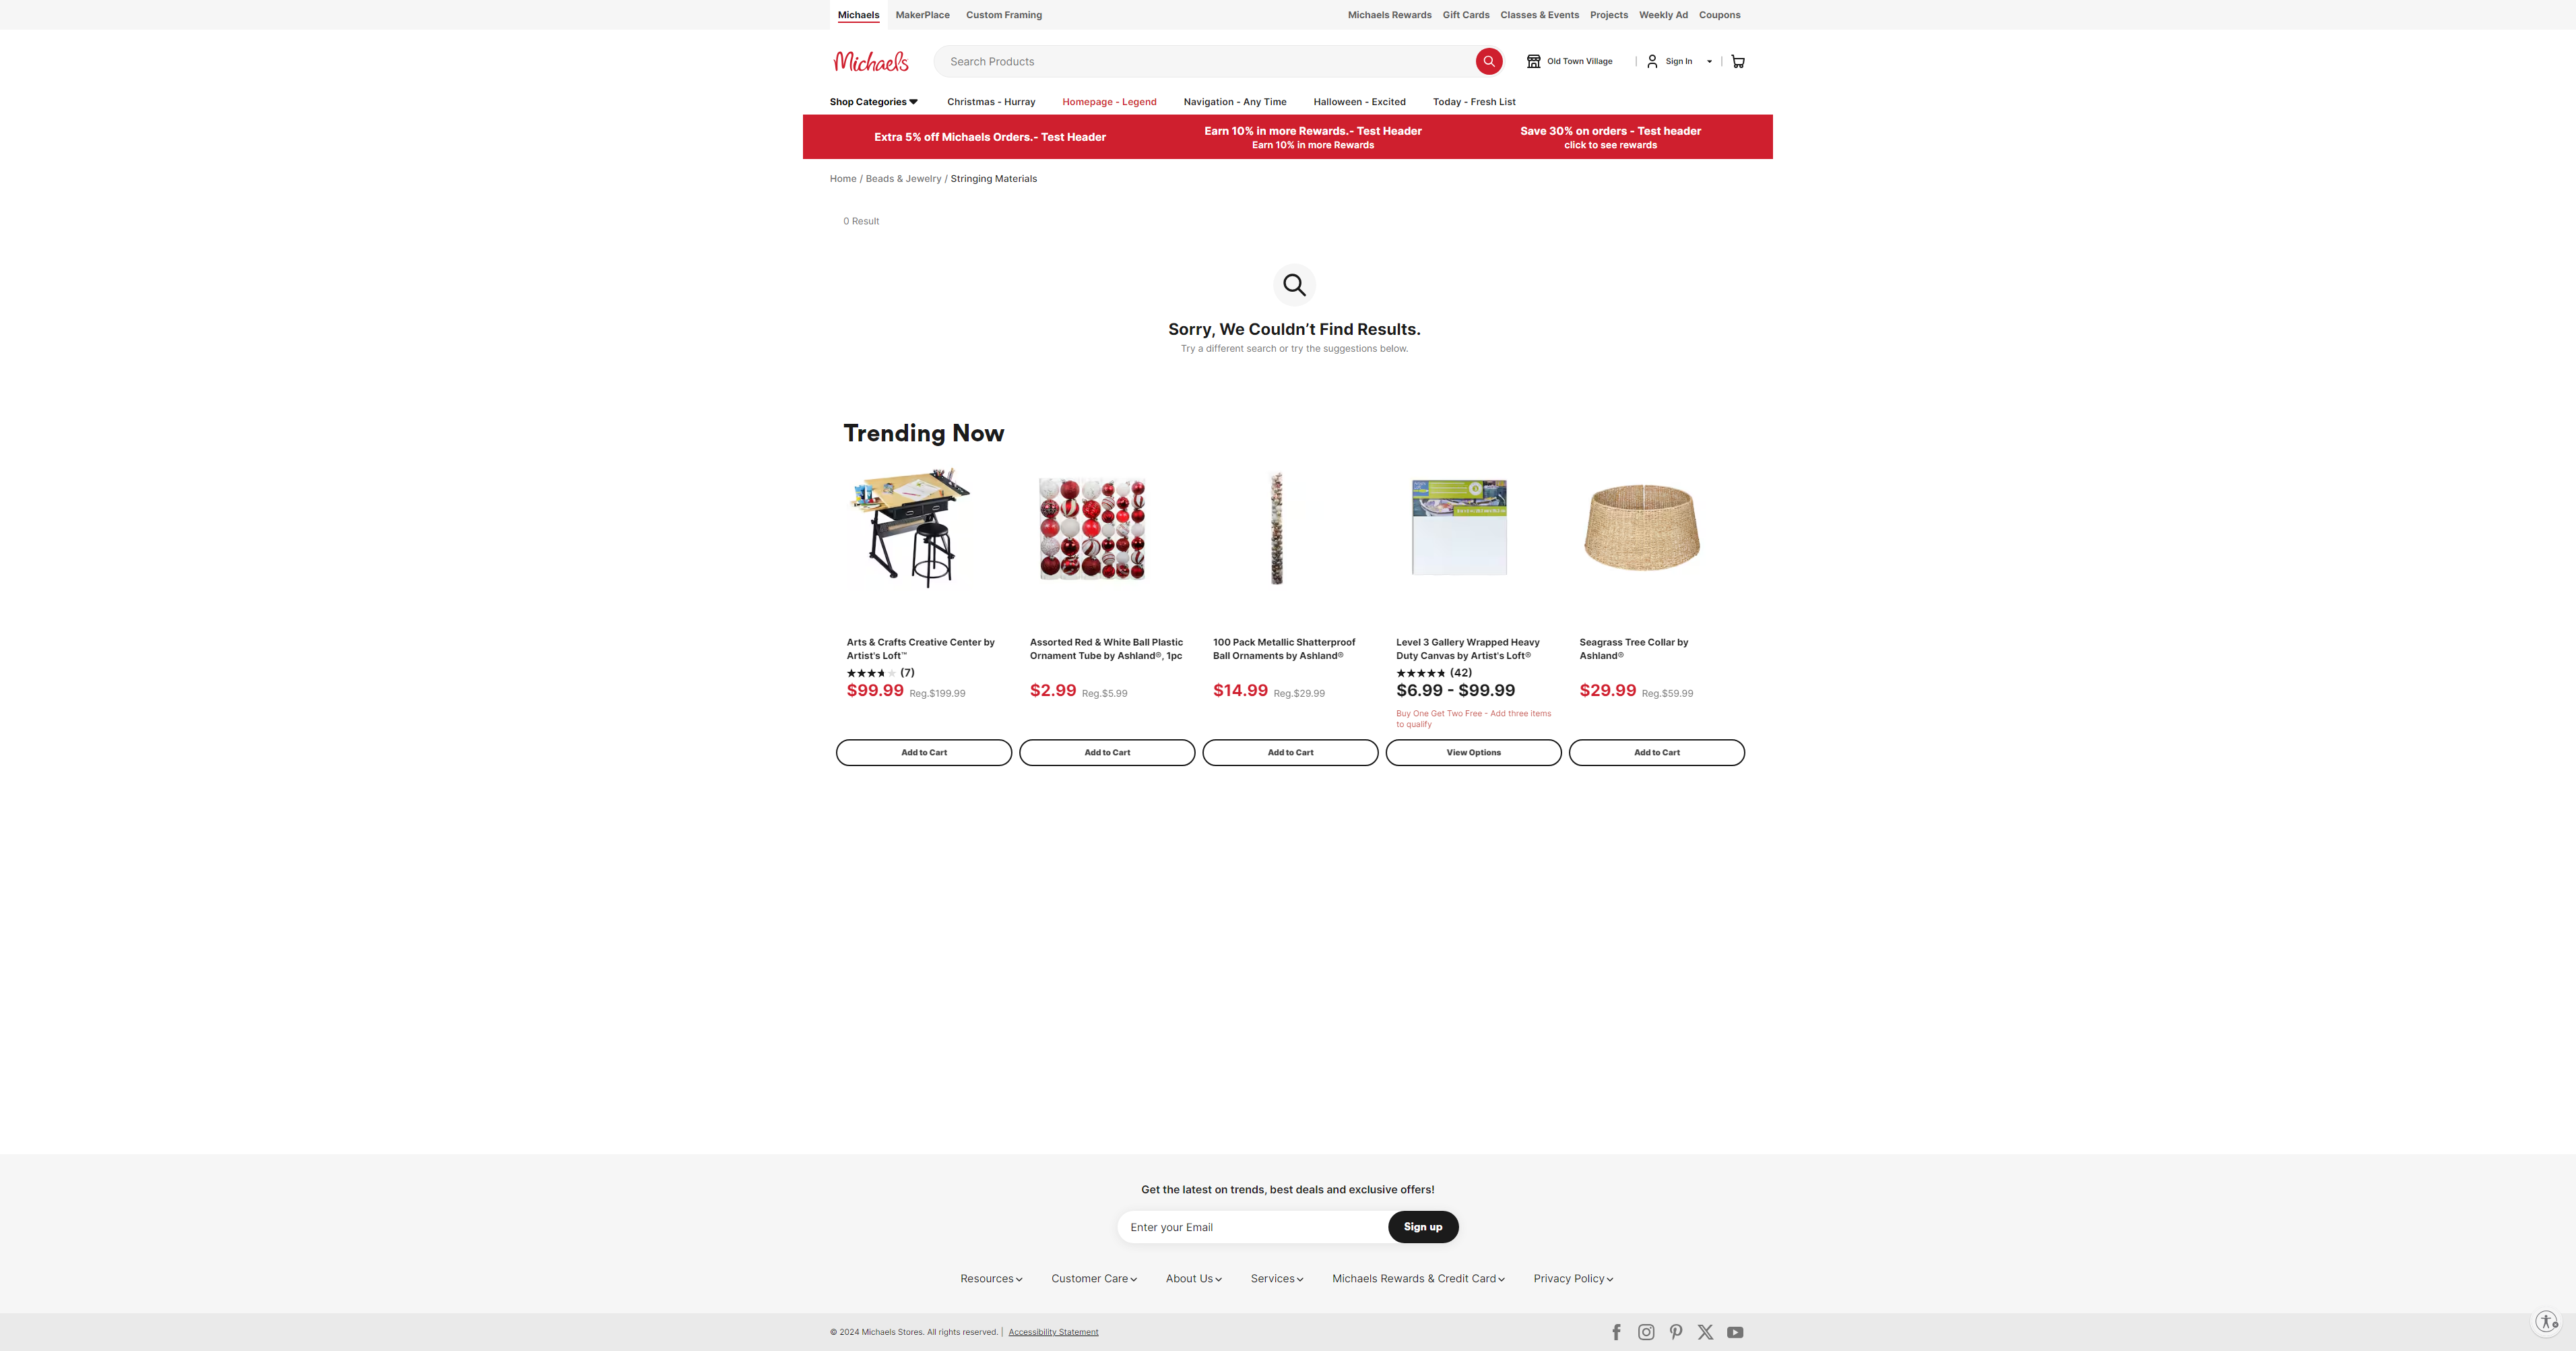 Michaels MakerPlace Custom Framing Michaels Rewards Gift Cards Classes & Events Projects Weekly Ad Coupons
Michaels Search Products Old Town Village | Sign In |
Shop Categories Christmas - Hurray Homepage - Legend Navigation - Any Time Halloween - Excited Today - Fresh List
Extra 5% off Michaels Orders.- Test Header
Earn 10% in more Rewards.- Test Header
Earn 10% in more Rewards
Save 30% on orders - Test header
click to see rewards
Home / Beads & Jewelry / Stringing Materials
0 Result
Sorry, We Couldn’t Find Results.
Try a different search or try the suggestions below.
Trending Now
Arts & Crafts Creative Center by
Artist's Loft™
(7)
$99.99 Reg.$199.99
Add to Cart
Assorted Red & White Ball Plastic
Ornament Tube by Ashland®, 1pc
$2.99 Reg.$5.99
Add to Cart
100 Pack Metallic Shatterproof
Ball Ornaments by Ashland®
$14.99 Reg.$29.99
Add to Cart
Level 3 Gallery Wrapped Heavy
Duty Canvas by Artist's Loft®
(42)
$6.99 - $99.99
Buy One Get Two Free - Add three items
to qualify
View Options
Seagrass Tree Collar by
Ashland®
$29.99 Reg.$59.99
Add to Cart
Get the latest on trends, best deals and exclusive offers!
Enter your Email Sign up
Resources Customer Care About Us Services Michaels Rewards & Credit Card Privacy Policy
© 2024 Michaels Stores. All rights reserved. | Accessibility Statement